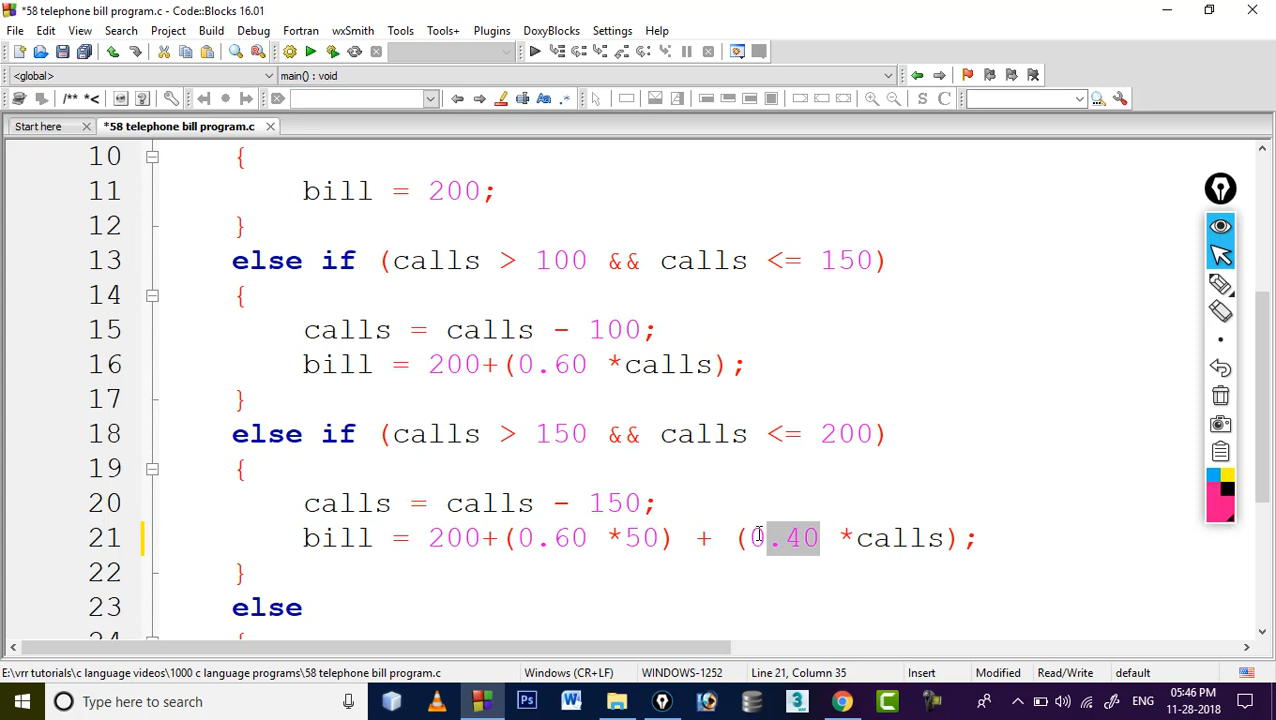 *58 telephone bill program.c - Code::Blocks 16.01
File Edit View Search Project Build Debug Fortran wxSmith Tools Tools+ Plugins DoxyBlocks Settings Help
<global> main() : void
/** *<
S C
Start here *58 telephone bill program.c
10 {
11 bill = 200;
12 }
13 else if (calls > 100 && calls <= 150)
14 {
15 calls = calls - 100;
16 bill = 200+(0.60 *calls);
17 }
18 else if (calls > 150 && calls <= 200)
19 {
20 calls = calls - 150;
21 bill = 200+(0.60 *50) + (0.40 *calls);
22 }
23 else
24 {
E:\vrr tutorials\c language videos\1000 c language programs\58 telephone bill program.c Windows (CR+LF) WINDOWS-1252 Line 21, Column 35 Insert Modified Read/Write default
Type here to search ENG 05:46 PM
11-28-2018